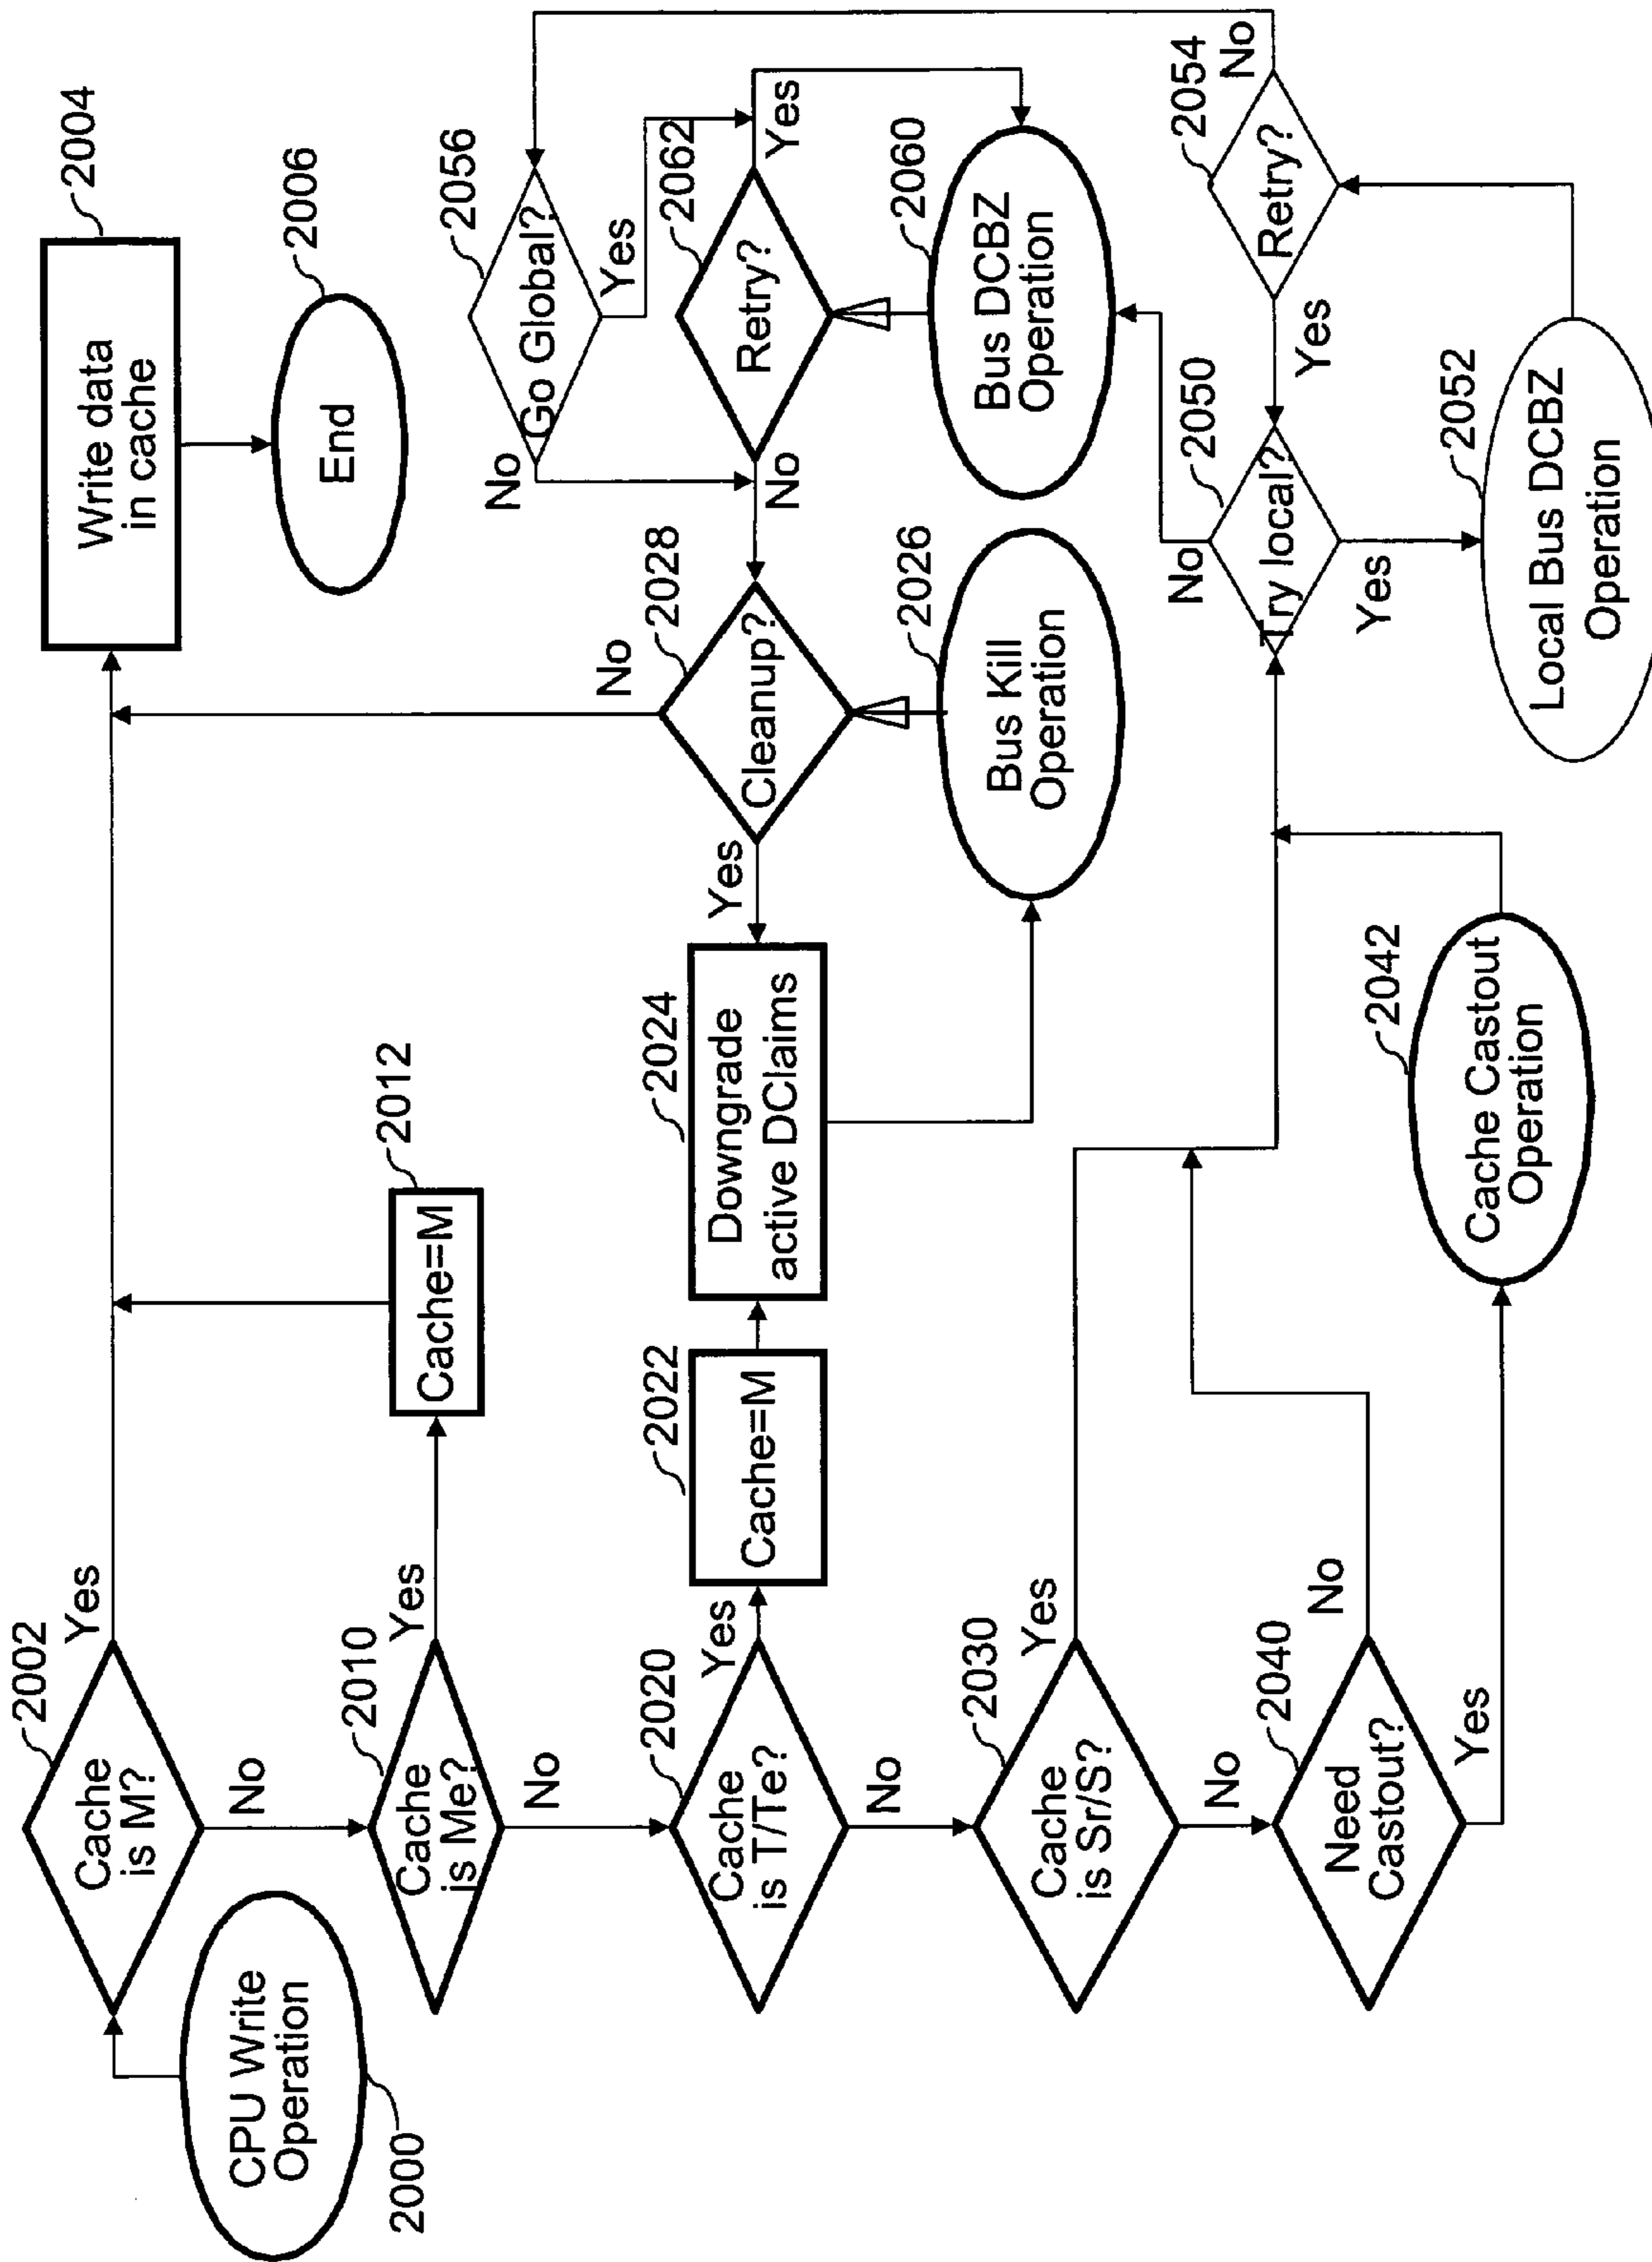 CPU Write
Operation
2000
Cache
is M?
2002
Yes
No
Write data
in cache
2004
End
2006
Cache
is Me?
2010
Yes
No
Cache=M
2012
Cache
is T/Te?
2020
Yes
No
Cache=M
2022
Downgrade
active DClaims
2024
Yes
Cleanup?
2028
No
Bus Kill
Operation
2026
No
Retry?
2062
Yes
No
Go Global?
2056
Yes
Bus DCBZ
Operation
2060
Cache
is Sr/S?
2030
Yes
No
Need
Castout?
2040
No
Yes
Cache Castout
Operation
2042
Try local?
2050
No
Yes
Yes
Retry?
2054
No
Local Bus DCBZ
Operation
2052